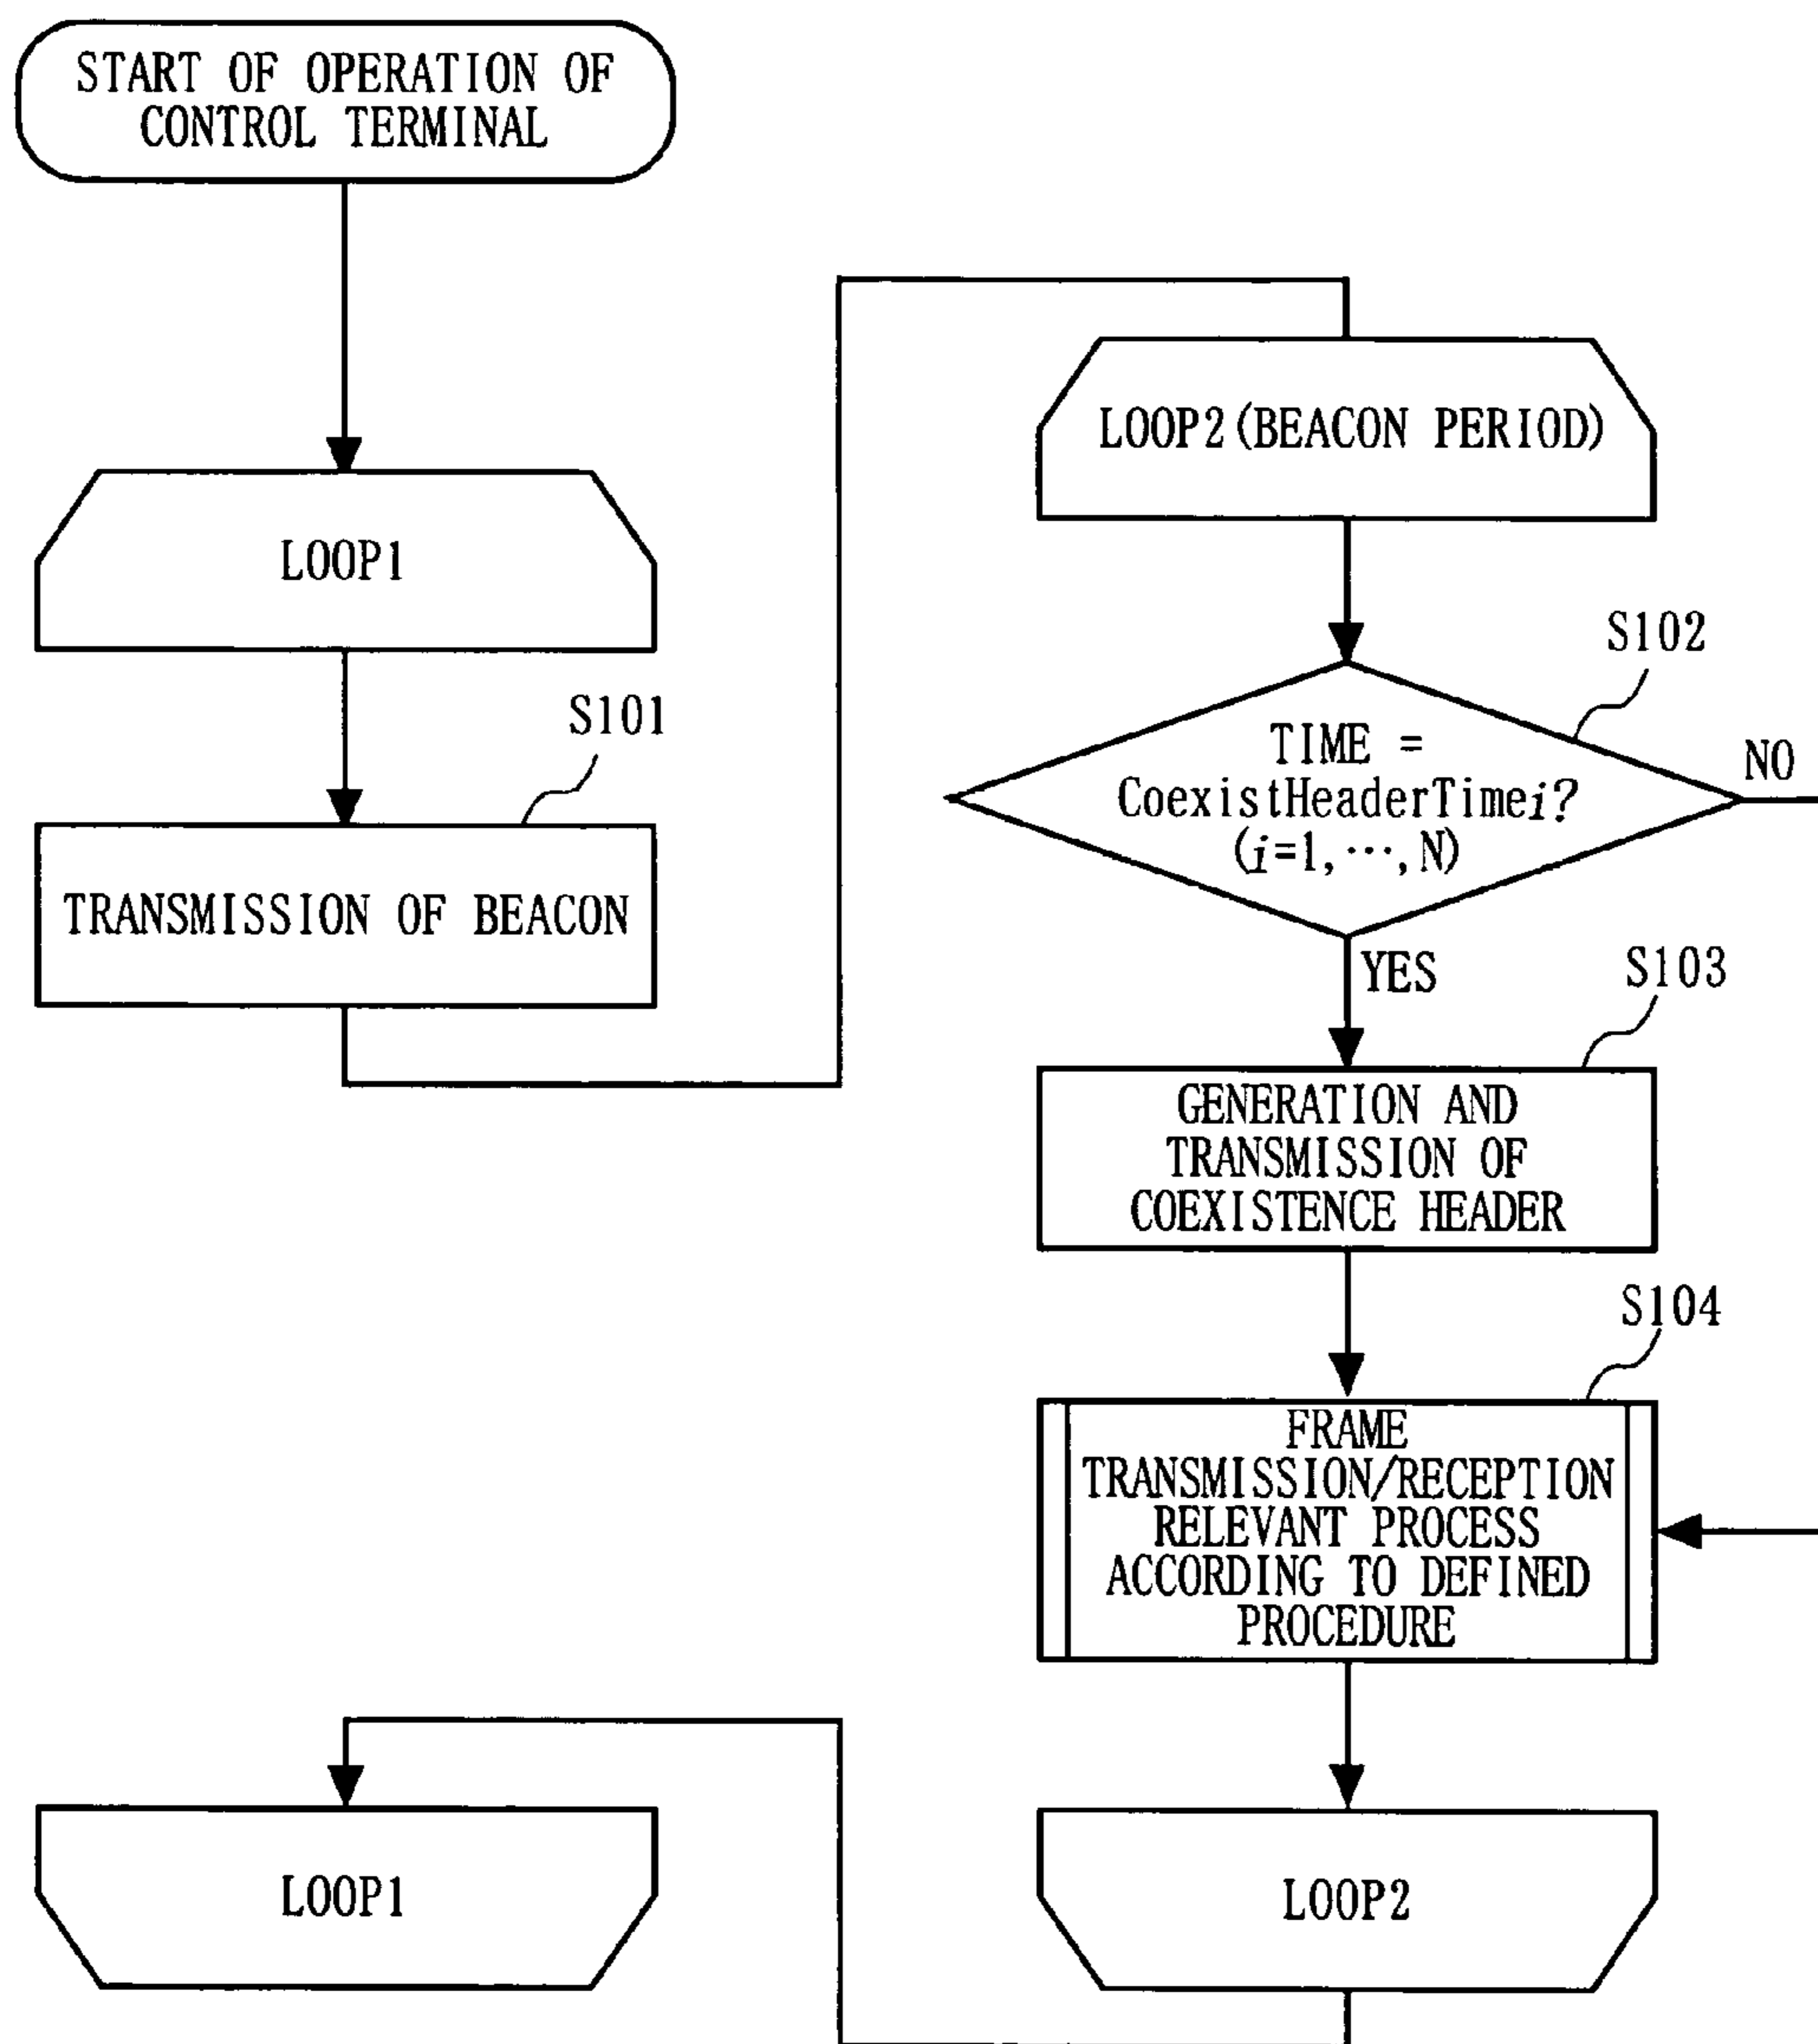 START OF OPERATION OF
CONTROL TERMINAL
LOOP1
S101
TRANSMISSION OF BEACON
LOOP2(BEACON PERIOD)
S102
TIME =
CoexistHeaderTimei?
(i=1,···,N)
NO
YES
S103
GENERATION AND
TRANSMISSION OF
COEXISTENCE HEADER
S104
FRAME
TRANSMISSION/RECEPTION
RELEVANT PROCESS
ACCORDING TO DEFINED
PROCEDURE
LOOP2
LOOP1